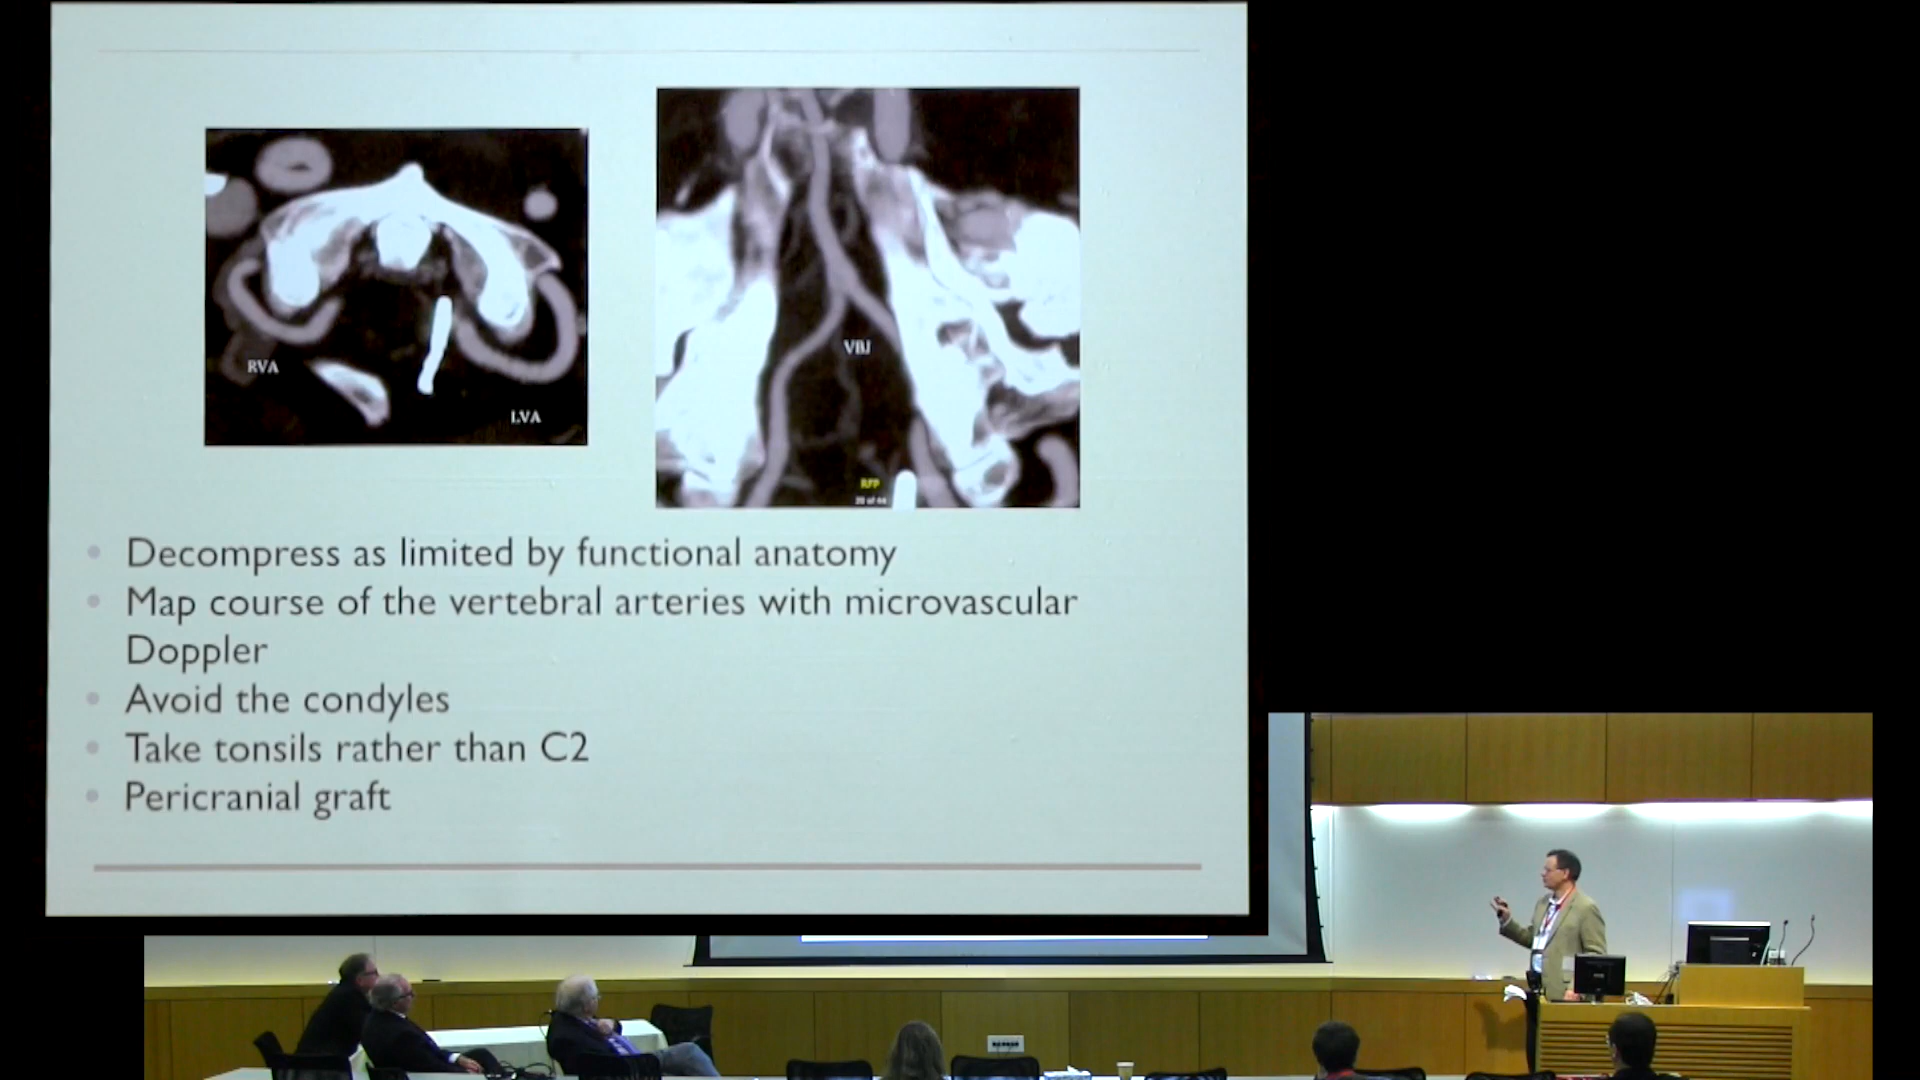 RVA
LVA
VBJ
RFP
Decompress as limited by functional anatomy
Map course of the vertebral arteries with microvascular
Doppler
Avoid the condyles
Take tonsils rather than C2
Pericranial graft